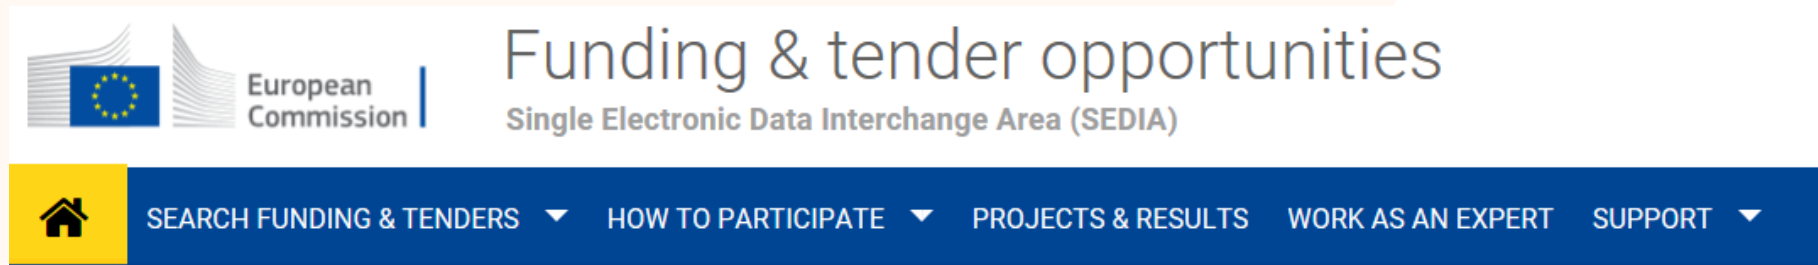 European
Commission
Funding & tender opportunities
Single Electronic Data Interchange Area (SEDIA)
SEARCH FUNDING & TENDERS HOW TO PARTICIPATE PROJECTS & RESULTS WORK AS AN EXPERT SUPPORT